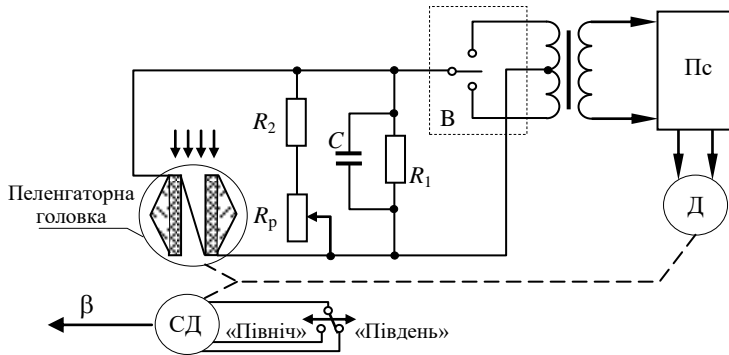 Пс
В
R₂
C
R₁
Пеленгаторна
головка
Rр
Д
β
СД
«Північ»
«Південь»